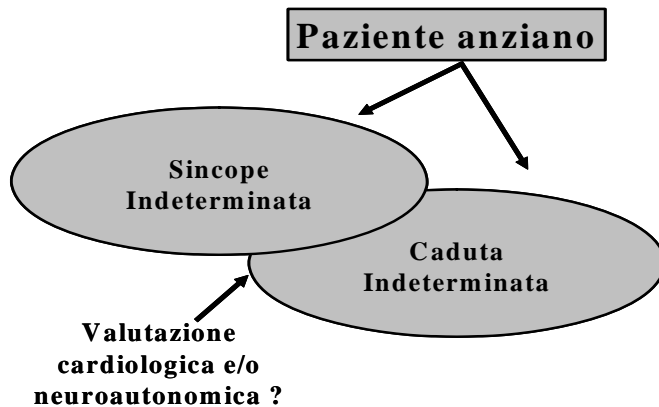 Paziente anziano
Sincope
Indeterminata
Caduta
Indeterminata
Valutazione
cardiologica e/o
neuroautonomica ?